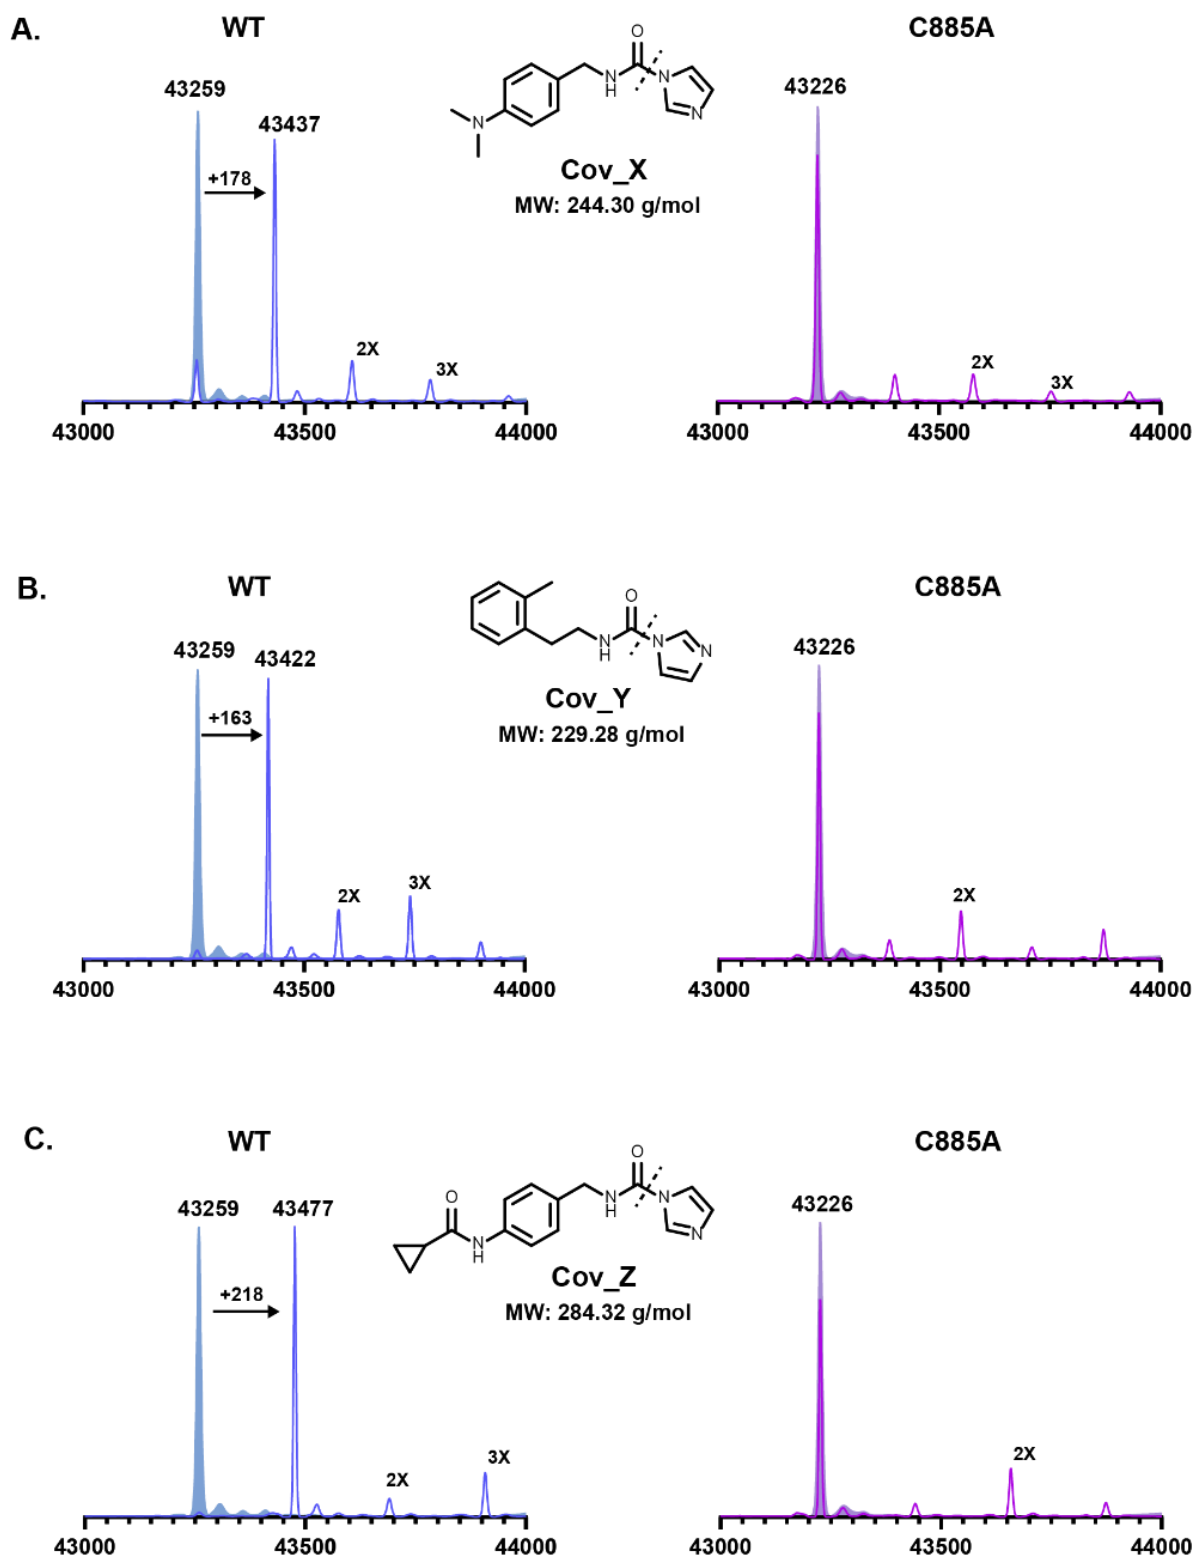 A.
WT
C885A
43259
43437
+178
2X
3X
43000
43500
44000
O
N
H
N
N
N
Cov_X
MW: 244.30 g/mol
43226
2X
3X
43000
43500
44000
B.
WT
C885A
43259
43422
+163
2X
3X
43000
43500
44000
O
N
H
N
N
Cov_Y
MW: 229.28 g/mol
43226
2X
43000
43500
44000
C.
WT
C885A
43259
43477
+218
2X
3X
43000
43500
44000
O
O
N
H
N
H
N
N
Cov_Z
MW: 284.32 g/mol
43226
2X
43000
43500
44000